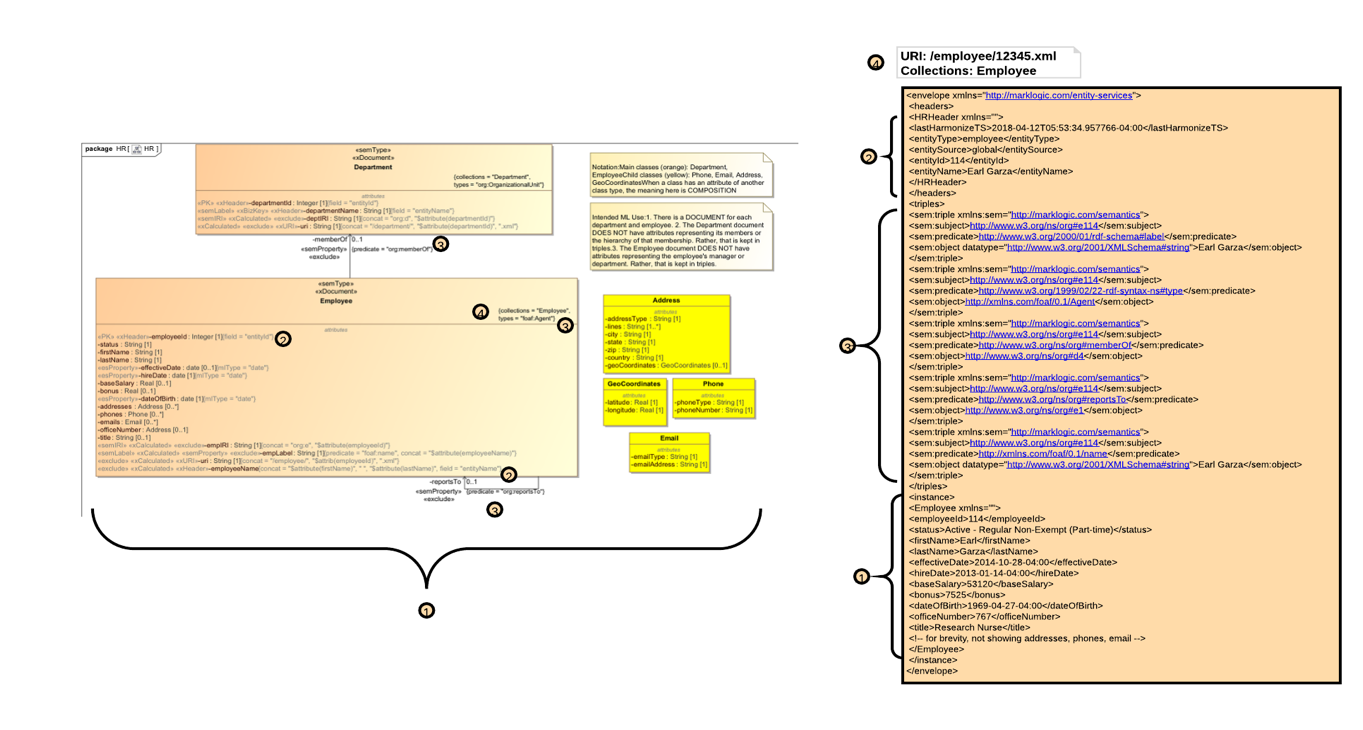 package HR [ HR ]
«semType»
«xDocument»
Department
{collections = "Department",
types = "org:OrganizationalUnit"}
attributes
«PK» «xHeader»-departmentId : Integer [1]{field = "entityId"}
«semLabel» «xBizKey» «xHeader»-departmentName : String [1]{field = "entityName"}
«semIRI» «xCalculated» «exclude»-deptIRI : String [1]{concat = "org:d", "$attribute(departmentId)"}
«xCalculated» «exclude» «xURI»-uri : String [1]{concat = "/department/", "$attribute(departmentId)", ".xml"}
-memberOf 0..1
«semProperty» {predicate = "org:memberOf"}
«exclude»
3
«semType»
«xDocument»
Employee
{collections = "Employee",
types = "foaf:Agent"}
4
3
attributes
«PK» «xHeader»-employeeId : Integer [1]{field = "entityId"}
2
-status : String [1]
-firstName : String [1]
-lastName : String [1]
«esProperty»-effectiveDate : date [0..1]{mlType = "date"}
«esProperty»-hireDate : date [1]{mlType = "date"}
-baseSalary : Real [0..1]
-bonus : Real [0..1]
«esProperty»-dateOfBirth : date [1]{mlType = "date"}
-addresses : Address [0..*]
-phones : Phone [0..*]
-emails : Email [0..*]
-officeNumber : Address [0..1]
-title : String [0..1]
«semIRI» «xCalculated» «exclude»-empIRI : String [1]{concat = "org:e", "$attribute(employeeId)"}
«semLabel» «xCalculated» «semProperty» «exclude»-empLabel : String [1]{predicate = "foaf:name", concat = "$attribute(employeeName)"}
«exclude» «xCalculated» «xURI»-uri : String [1]{concat = "/employee/", "$attrib(employeeId)", ".xml"}
«exclude» «xCalculated» «xHeader»-employeeName{concat = "$attribute(firstName)", " ", "$attribute(lastName)", field = "entityName"}
2
-reportsTo 0..1
«semProperty» {predicate = "org:reportsTo"}
«exclude»
3
1
Notation:Main classes (orange): Department,
EmployeeChild classes (yellow): Phone, Email, Address,
GeoCoordinatesWhen a class has an attribute of another
class type, the meaning here is COMPOSITION
Intended ML Use:1. There is a DOCUMENT for each
department and employee. 2. The Department document
DOES NOT have attributes representing its members or
the hierarchy of that membership. Rather, that is kept in
triples.3. The Employee document DOES NOT have
attributes representing the employee's manager or
department. Rather, that is kept in triples.
Address
attributes
-addressType : String [1]
-lines : String [1..*]
-city : String [1]
-state : String [1]
-zip : String [1]
-country : String [1]
-geoCoordinates : GeoCoordinates [0..1]
GeoCoordinates
attributes
-latitude : Real [1]
-longitude : Real [1]
Phone
attributes
-phoneType : String [1]
-phoneNumber : String [1]
Email
attributes
-emailType : String [1]
-emailAddress : String [1]
4
URI: /employee/12345.xml
Collections: Employee
<envelope xmlns="http://marklogic.com/entity-services">
<headers>
<HRHeader xmlns="">
<lastHarmonizeTS>2018-04-12T05:53:34.957766-04:00</lastHarmonizeTS>
<entityType>employee</entityType>
<entitySource>global</entitySource>
<entityId>114</entityId>
<entityName>Earl Garza</entityName>
</HRHeader>
</headers>
2
<triples>
<sem:triple xmlns:sem="http://marklogic.com/semantics">
<sem:subject>http://www.w3.org/ns/org#e114</sem:subject>
<sem:predicate>http://www.w3.org/2000/01/rdf-schema#label</sem:predicate>
<sem:object datatype="http://www.w3.org/2001/XMLSchema#string">Earl Garza</sem:object>
</sem:triple>
<sem:triple xmlns:sem="http://marklogic.com/semantics">
<sem:subject>http://www.w3.org/ns/org#e114</sem:subject>
<sem:predicate>http://www.w3.org/1999/02/22-rdf-syntax-ns#type</sem:predicate>
<sem:object>http://xmlns.com/foaf/0.1/Agent</sem:object>
</sem:triple>
<sem:triple xmlns:sem="http://marklogic.com/semantics">
<sem:subject>http://www.w3.org/ns/org#e114</sem:subject>
<sem:predicate>http://www.w3.org/ns/org#memberOf</sem:predicate>
<sem:object>http://www.w3.org/ns/org#d4</sem:object>
</sem:triple>
<sem:triple xmlns:sem="http://marklogic.com/semantics">
<sem:subject>http://www.w3.org/ns/org#e114</sem:subject>
<sem:predicate>http://www.w3.org/ns/org#reportsTo</sem:predicate>
<sem:object>http://www.w3.org/ns/org#e1</sem:object>
</sem:triple>
<sem:triple xmlns:sem="http://marklogic.com/semantics">
<sem:subject>http://www.w3.org/ns/org#e114</sem:subject>
<sem:predicate>http://xmlns.com/foaf/0.1/name</sem:predicate>
<sem:object datatype="http://www.w3.org/2001/XMLSchema#string">Earl Garza</sem:object>
</sem:triple>
</triples>
3
<instance>
<Employee xmlns="">
<employeeId>114</employeeId>
<status>Active - Regular Non-Exempt (Part-time)</status>
<firstName>Earl</firstName>
<lastName>Garza</lastName>
<effectiveDate>2014-10-28-04:00</effectiveDate>
<hireDate>2013-01-14-04:00</hireDate>
<baseSalary>53120</baseSalary>
<bonus>7525</bonus>
<dateOfBirth>1969-04-27-04:00</dateOfBirth>
<officeNumber>767</officeNumber>
<title>Research Nurse</title>
<!-- for brevity, not showing addresses, phones, email -->
</Employee>
</instance>
</envelope>
1